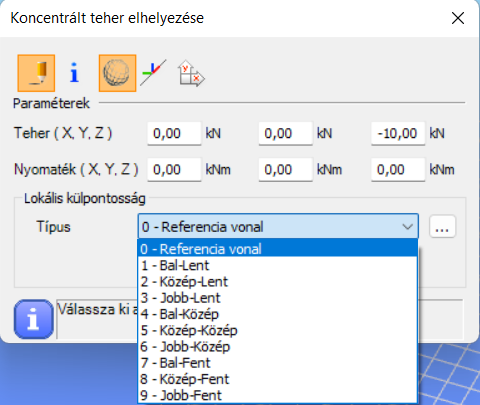 Koncentrált teher elhelyezése
Paraméterek
Teher ( X, Y, Z ) 0,00 kN 0,00 kN -10,00 kN
Nyomaték ( X, Y, Z ) 0,00 kNm 0,00 kNm 0,00 kNm
Lokális külpontosság
Típus 0 - Referencia vonal ...
0 - Referencia vonal
1 - Bal-Lent
2 - Közép-Lent
3 - Jobb-Lent
4 - Bal-Közép
5 - Közép-Közép
6 - Jobb-Közép
7 - Bal-Fent
8 - Közép-Fent
9 - Jobb-Fent
Válassza ki